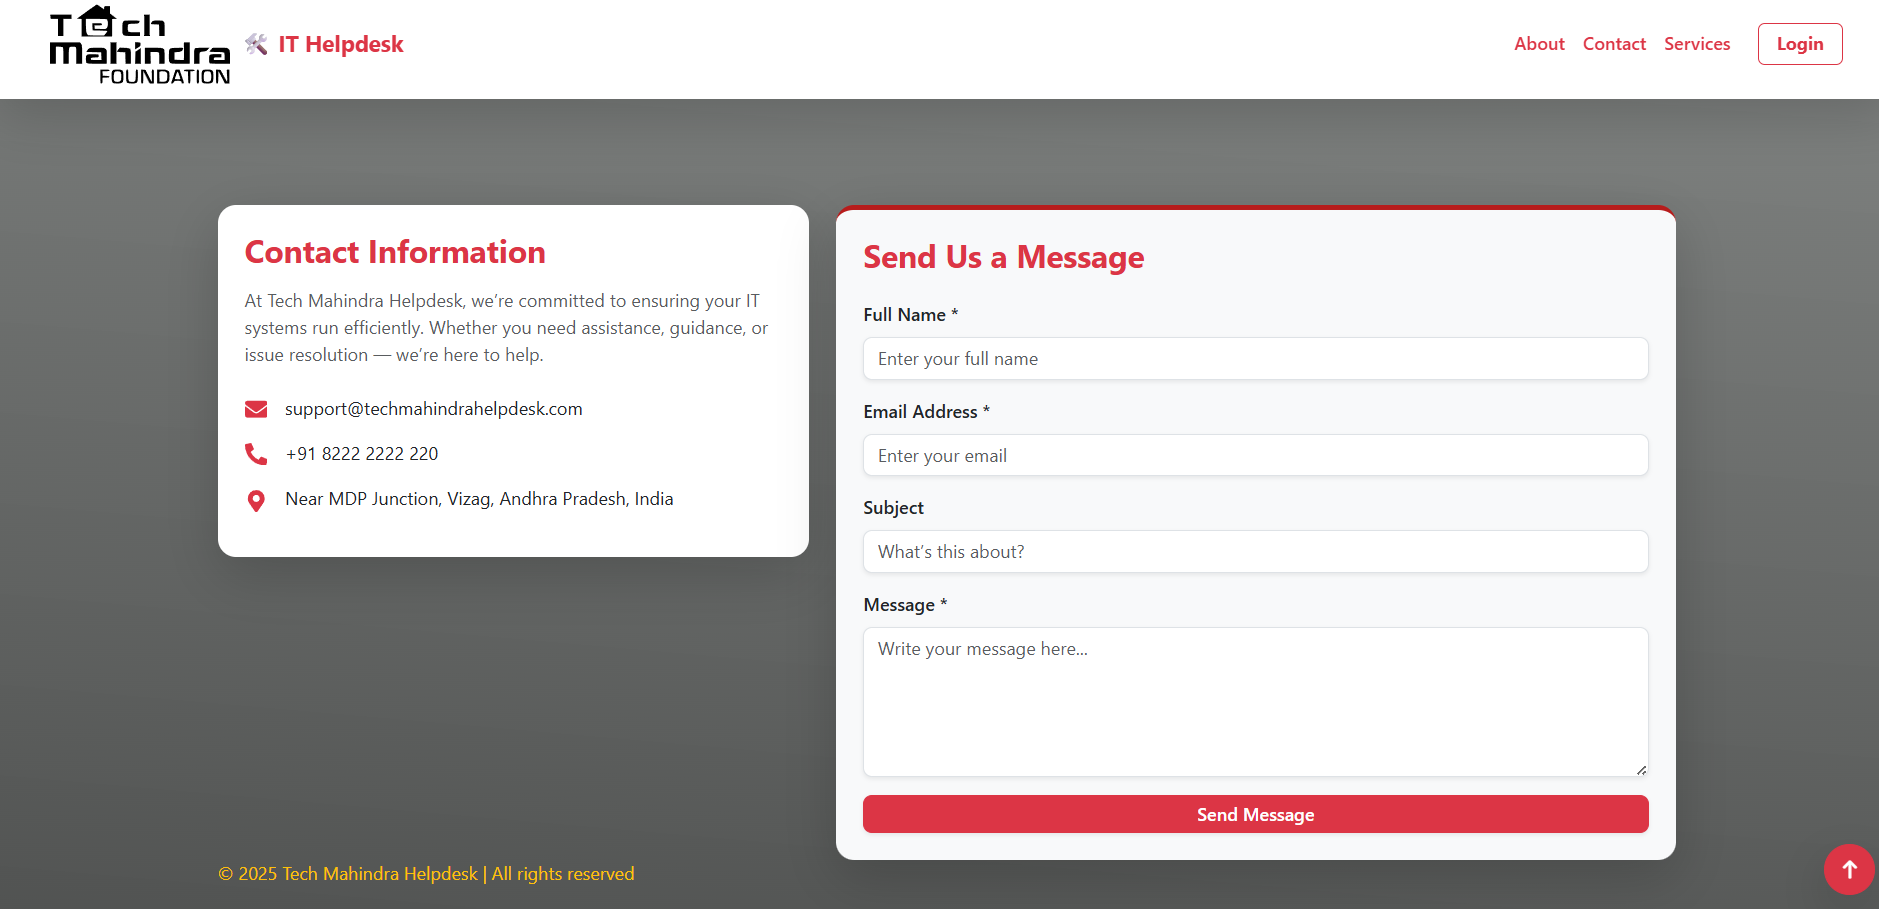 Tech
Mahindra
FOUNDATION
IT Helpdesk
About Contact Services Login
Contact Information
At Tech Mahindra Helpdesk, we’re committed to ensuring your IT
systems run efficiently. Whether you need assistance, guidance, or
issue resolution — we’re here to help.
support@techmahindrahelpdesk.com
+91 8222 2222 220
Near MDP Junction, Vizag, Andhra Pradesh, India
Send Us a Message
Full Name *
Enter your full name
Email Address *
Enter your email
Subject
What’s this about?
Message *
Write your message here...
Send Message
© 2025 Tech Mahindra Helpdesk | All rights reserved